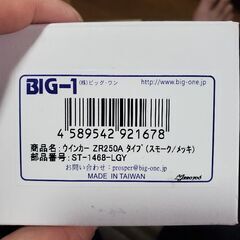 BIG-1 (株)ビッグ・ワン
http://www.big-one.jp
4 589542 921678
商品名:ウインカー ZR250A タイプ(スモーク/メッキ)
部品番号:ST-1468-LGY
お問い合わせ:prosper@big-one.jp
MADE IN TAIWAN